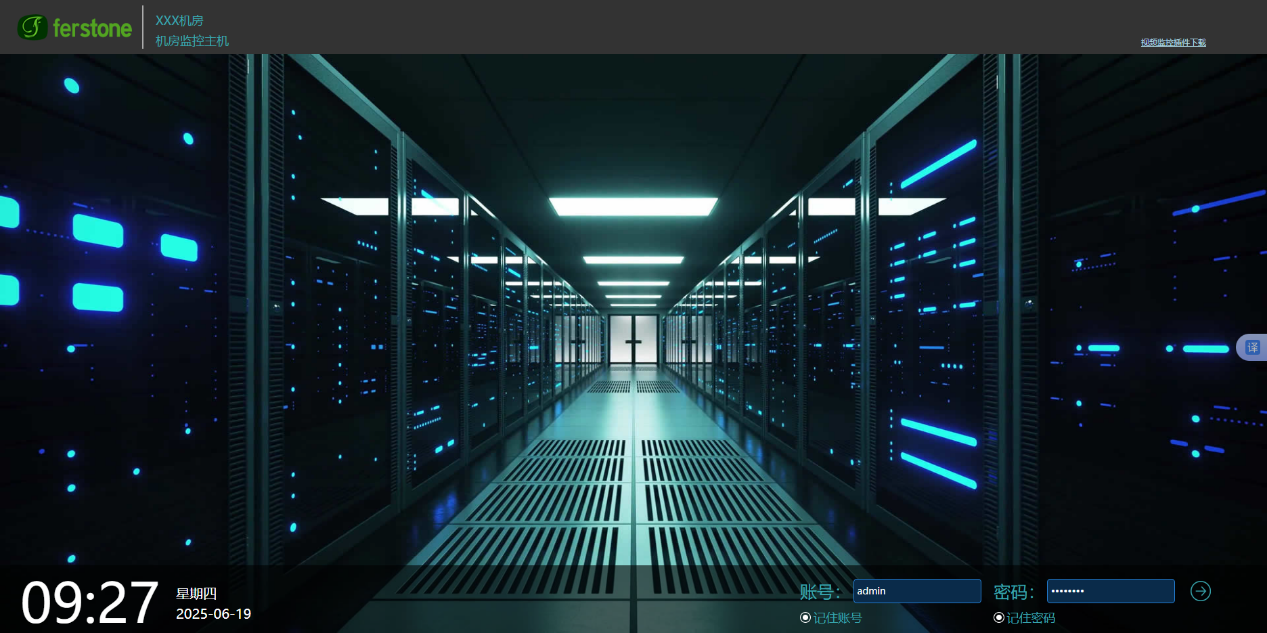 ferstone
XXX机房
机房监控主机
视频监控插件下载
译
09:27
星期四
2025-06-19
账号: admin
密码: ••••••••
记住账号
记住密码